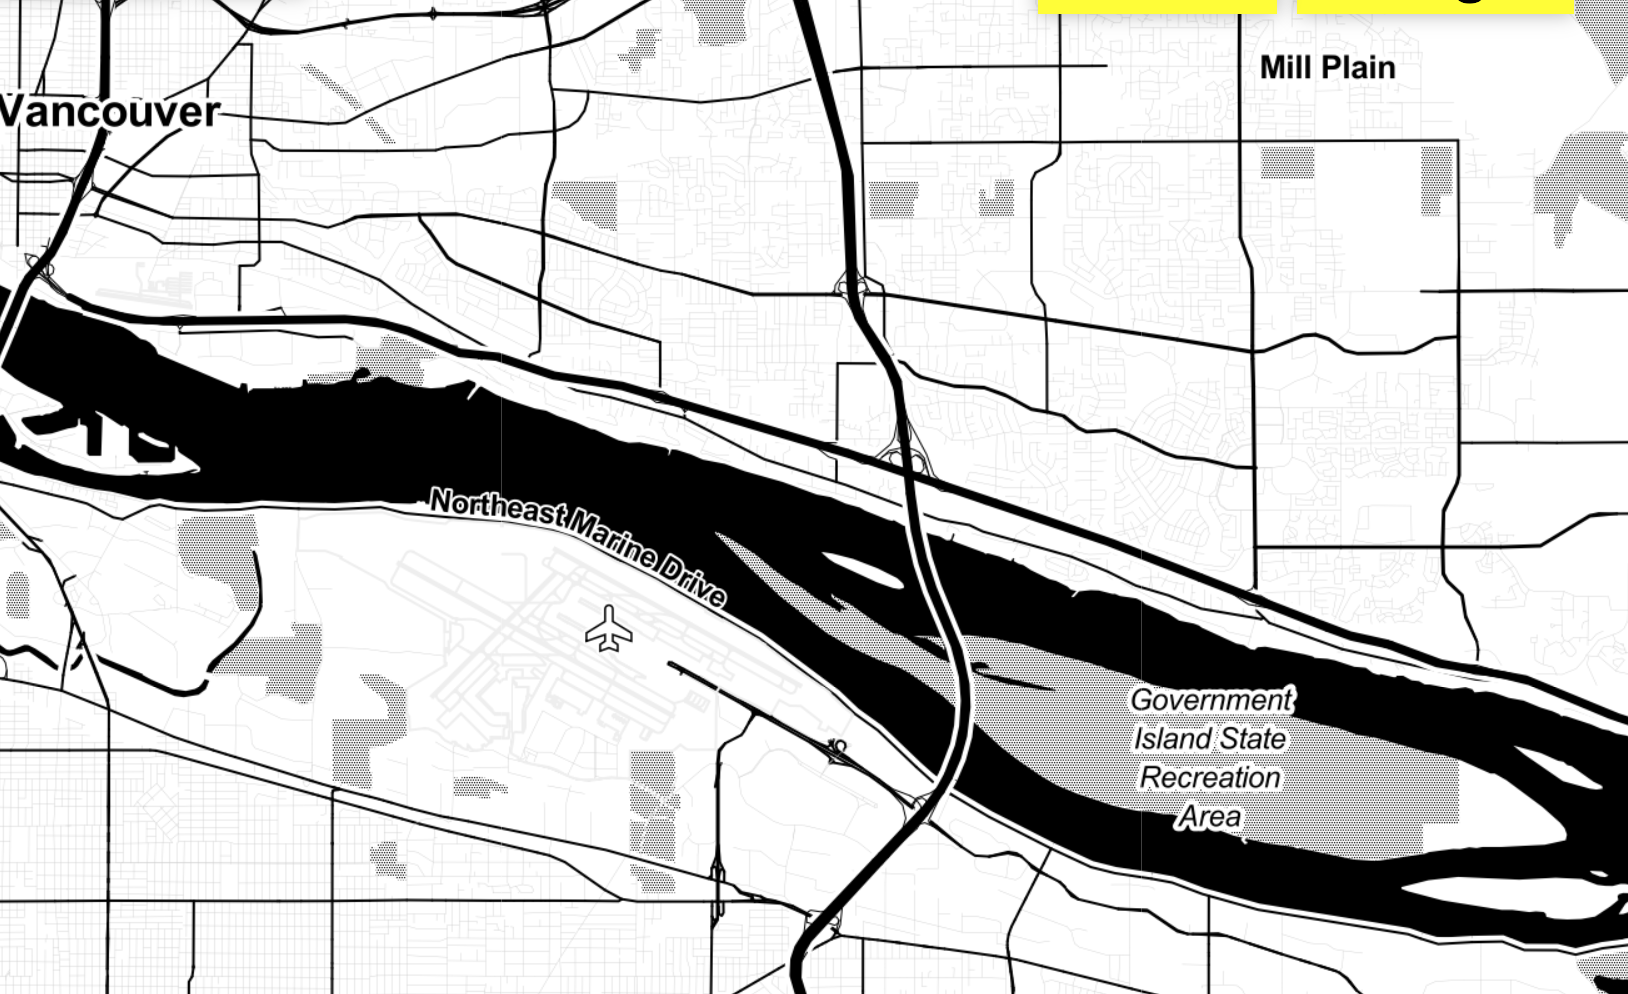 Mill Plain
Vancouver
Northeast Marine Drive
Government
Island State
Recreation
Area